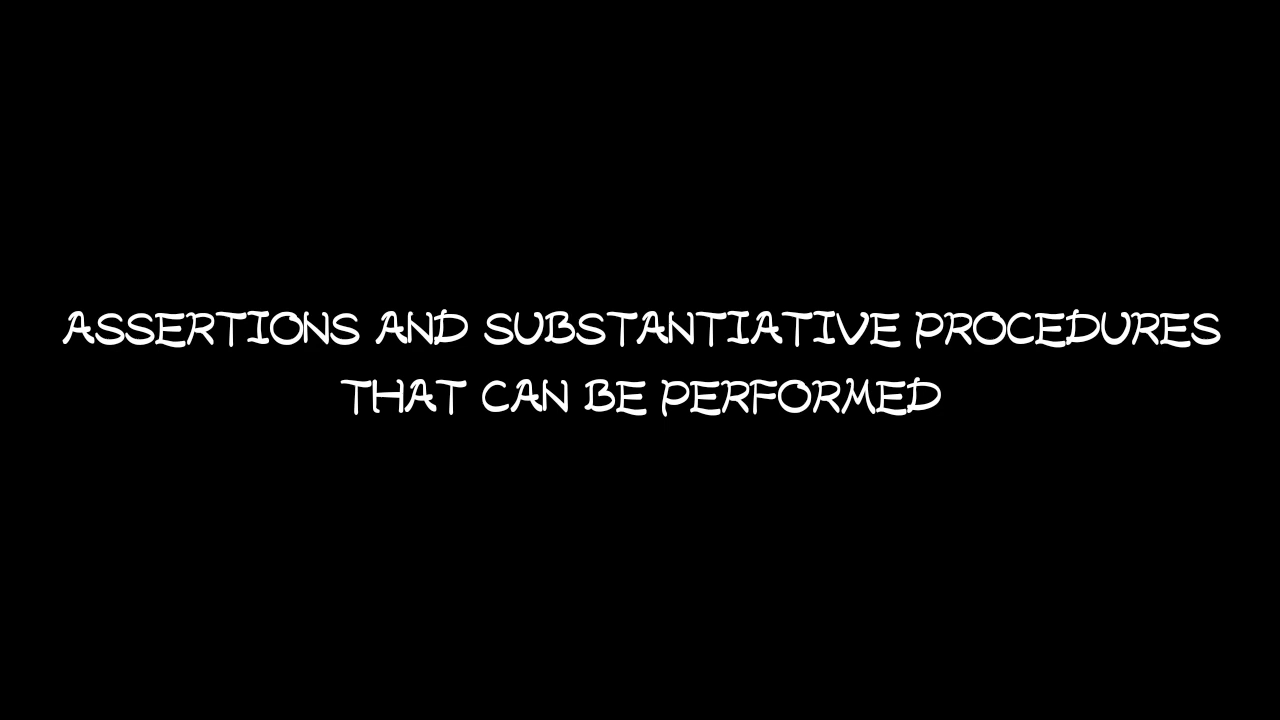 ASSERTIONS AND SUBSTANTIATIVE PROCEDURES
THAT CAN BE PERFORMED